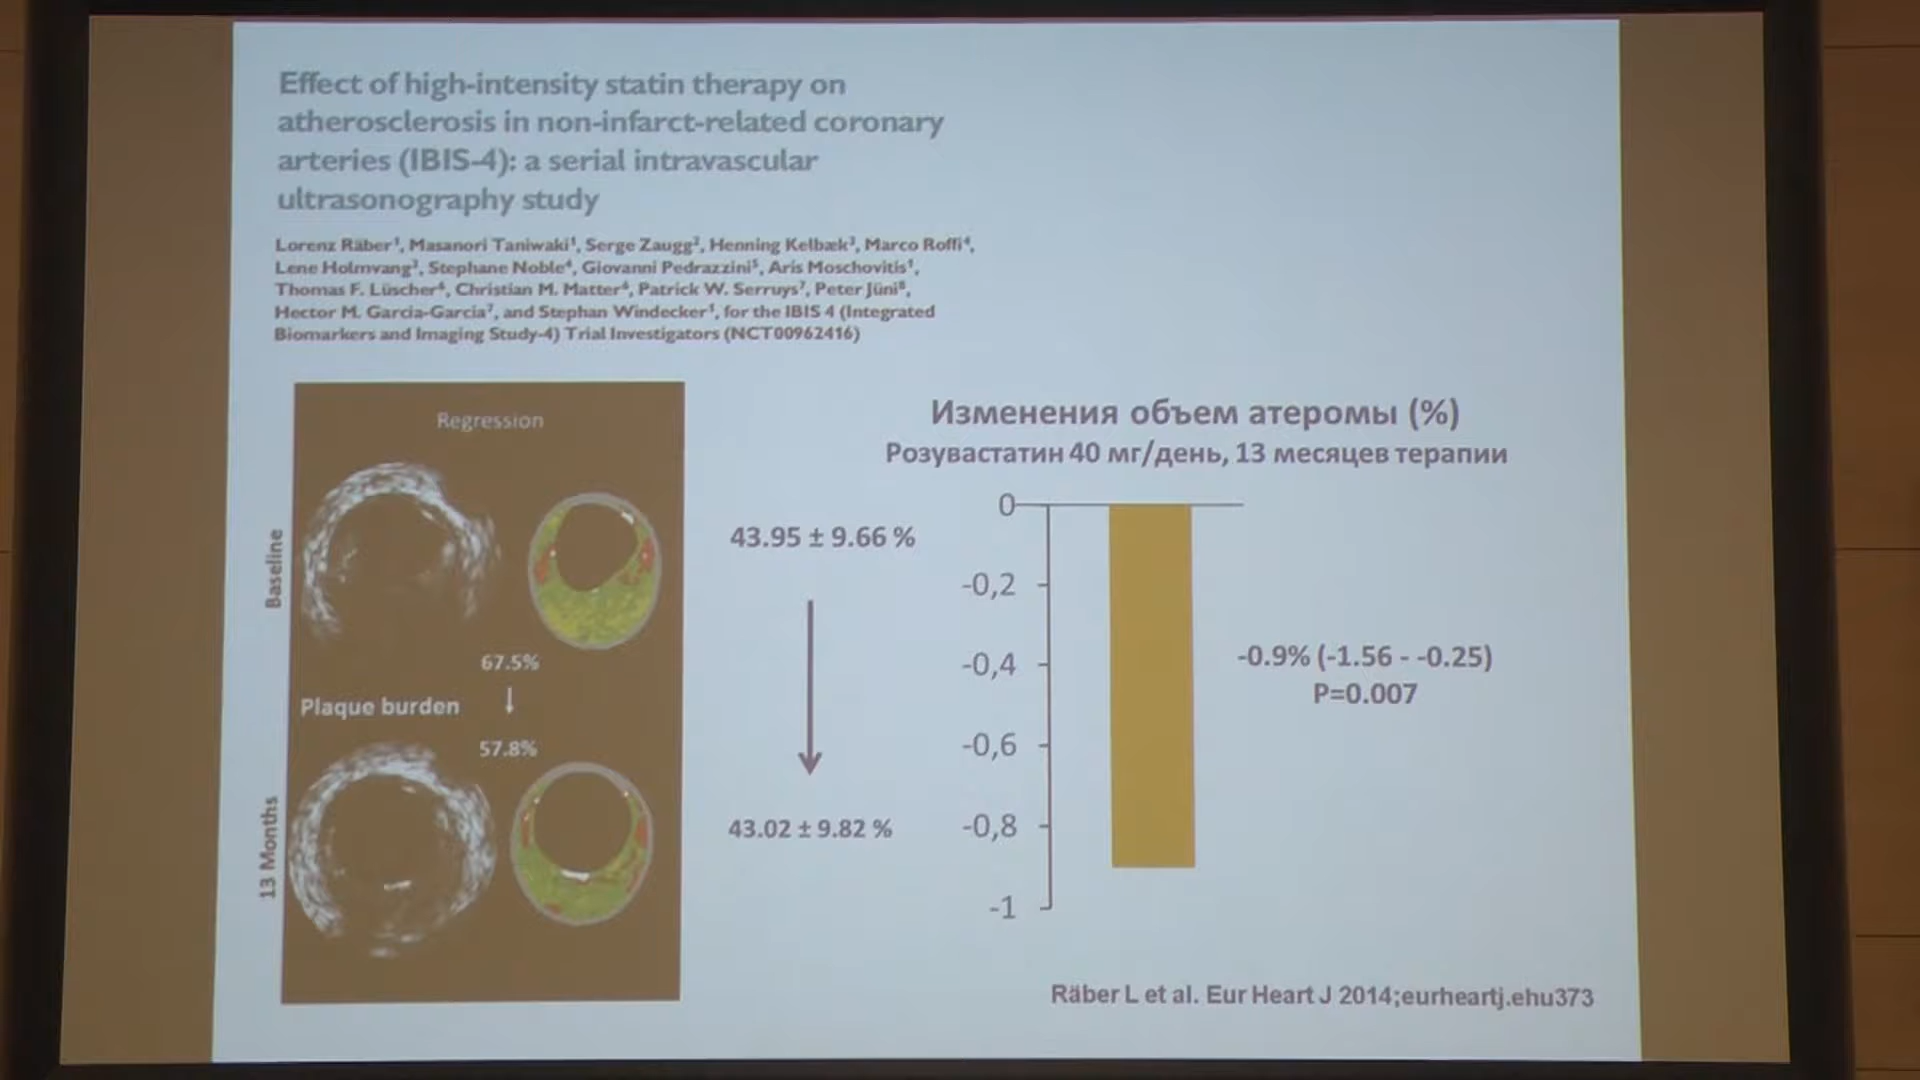 Effect of high-intensity statin therapy on
atherosclerosis in non-infarct-related coronary
arteries (IBIS-4): a serial intravascular
ultrasonography study
Lorenz Räber¹, Masanori Taniwaki¹, Serge Zaugg², Henning Kelbæk³, Marco Roffi⁴,
Lene Holmvang³, Stephane Noble⁴, Giovanni Pedrazzini⁵, Aris Moschovitis¹,
Thomas F. Lüscher⁶, Christian M. Matter⁶, Patrick W. Serruys⁷, Peter Jüni⁸,
Hector M. Garcia-Garcia⁷, and Stephan Windecker¹, for the IBIS 4 (Integrated
Biomarkers and Imaging Study-4) Trial Investigators (NCT00962416)
Regression
Baseline
67.5%
Plaque burden
57.8%
13 Months
43.95 ± 9.66 %
43.02 ± 9.82 %
Изменения объем атеромы (%)
Розувастатин 40 мг/день, 13 месяцев терапии
0
-0,2
-0,4
-0,6
-0,8
-1
-0.9% (-1.56 - -0.25)
P=0.007
Räber L et al. Eur Heart J 2014;eurheartj.ehu373